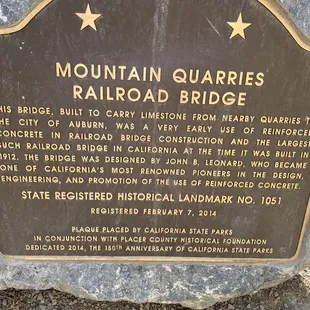 MOUNTAIN QUARRIES
RAILROAD BRIDGE
THIS BRIDGE, BUILT TO CARRY LIMESTONE FROM NEARBY QUARRIES TO
THE CITY OF AUBURN, WAS A VERY EARLY USE OF REINFORCED
CONCRETE IN RAILROAD BRIDGE CONSTRUCTION AND THE LARGEST
SUCH RAILROAD BRIDGE IN CALIFORNIA AT THE TIME IT WAS BUILT IN
1912. THE BRIDGE WAS DESIGNED BY JOHN B. LEONARD, WHO BECAME
ONE OF CALIFORNIA'S MOST RENOWNED PIONEERS IN THE DESIGN,
ENGINEERING, AND PROMOTION OF THE USE OF REINFORCED CONCRETE.
STATE REGISTERED HISTORICAL LANDMARK NO. 1051
REGISTERED FEBRUARY 7, 2014
PLAQUE PLACED BY CALIFORNIA STATE PARKS
IN CONJUNCTION WITH PLACER COUNTY HISTORICAL FOUNDATION
DEDICATED 2014, THE 150TH ANNIVERSARY OF CALIFORNIA STATE PARKS